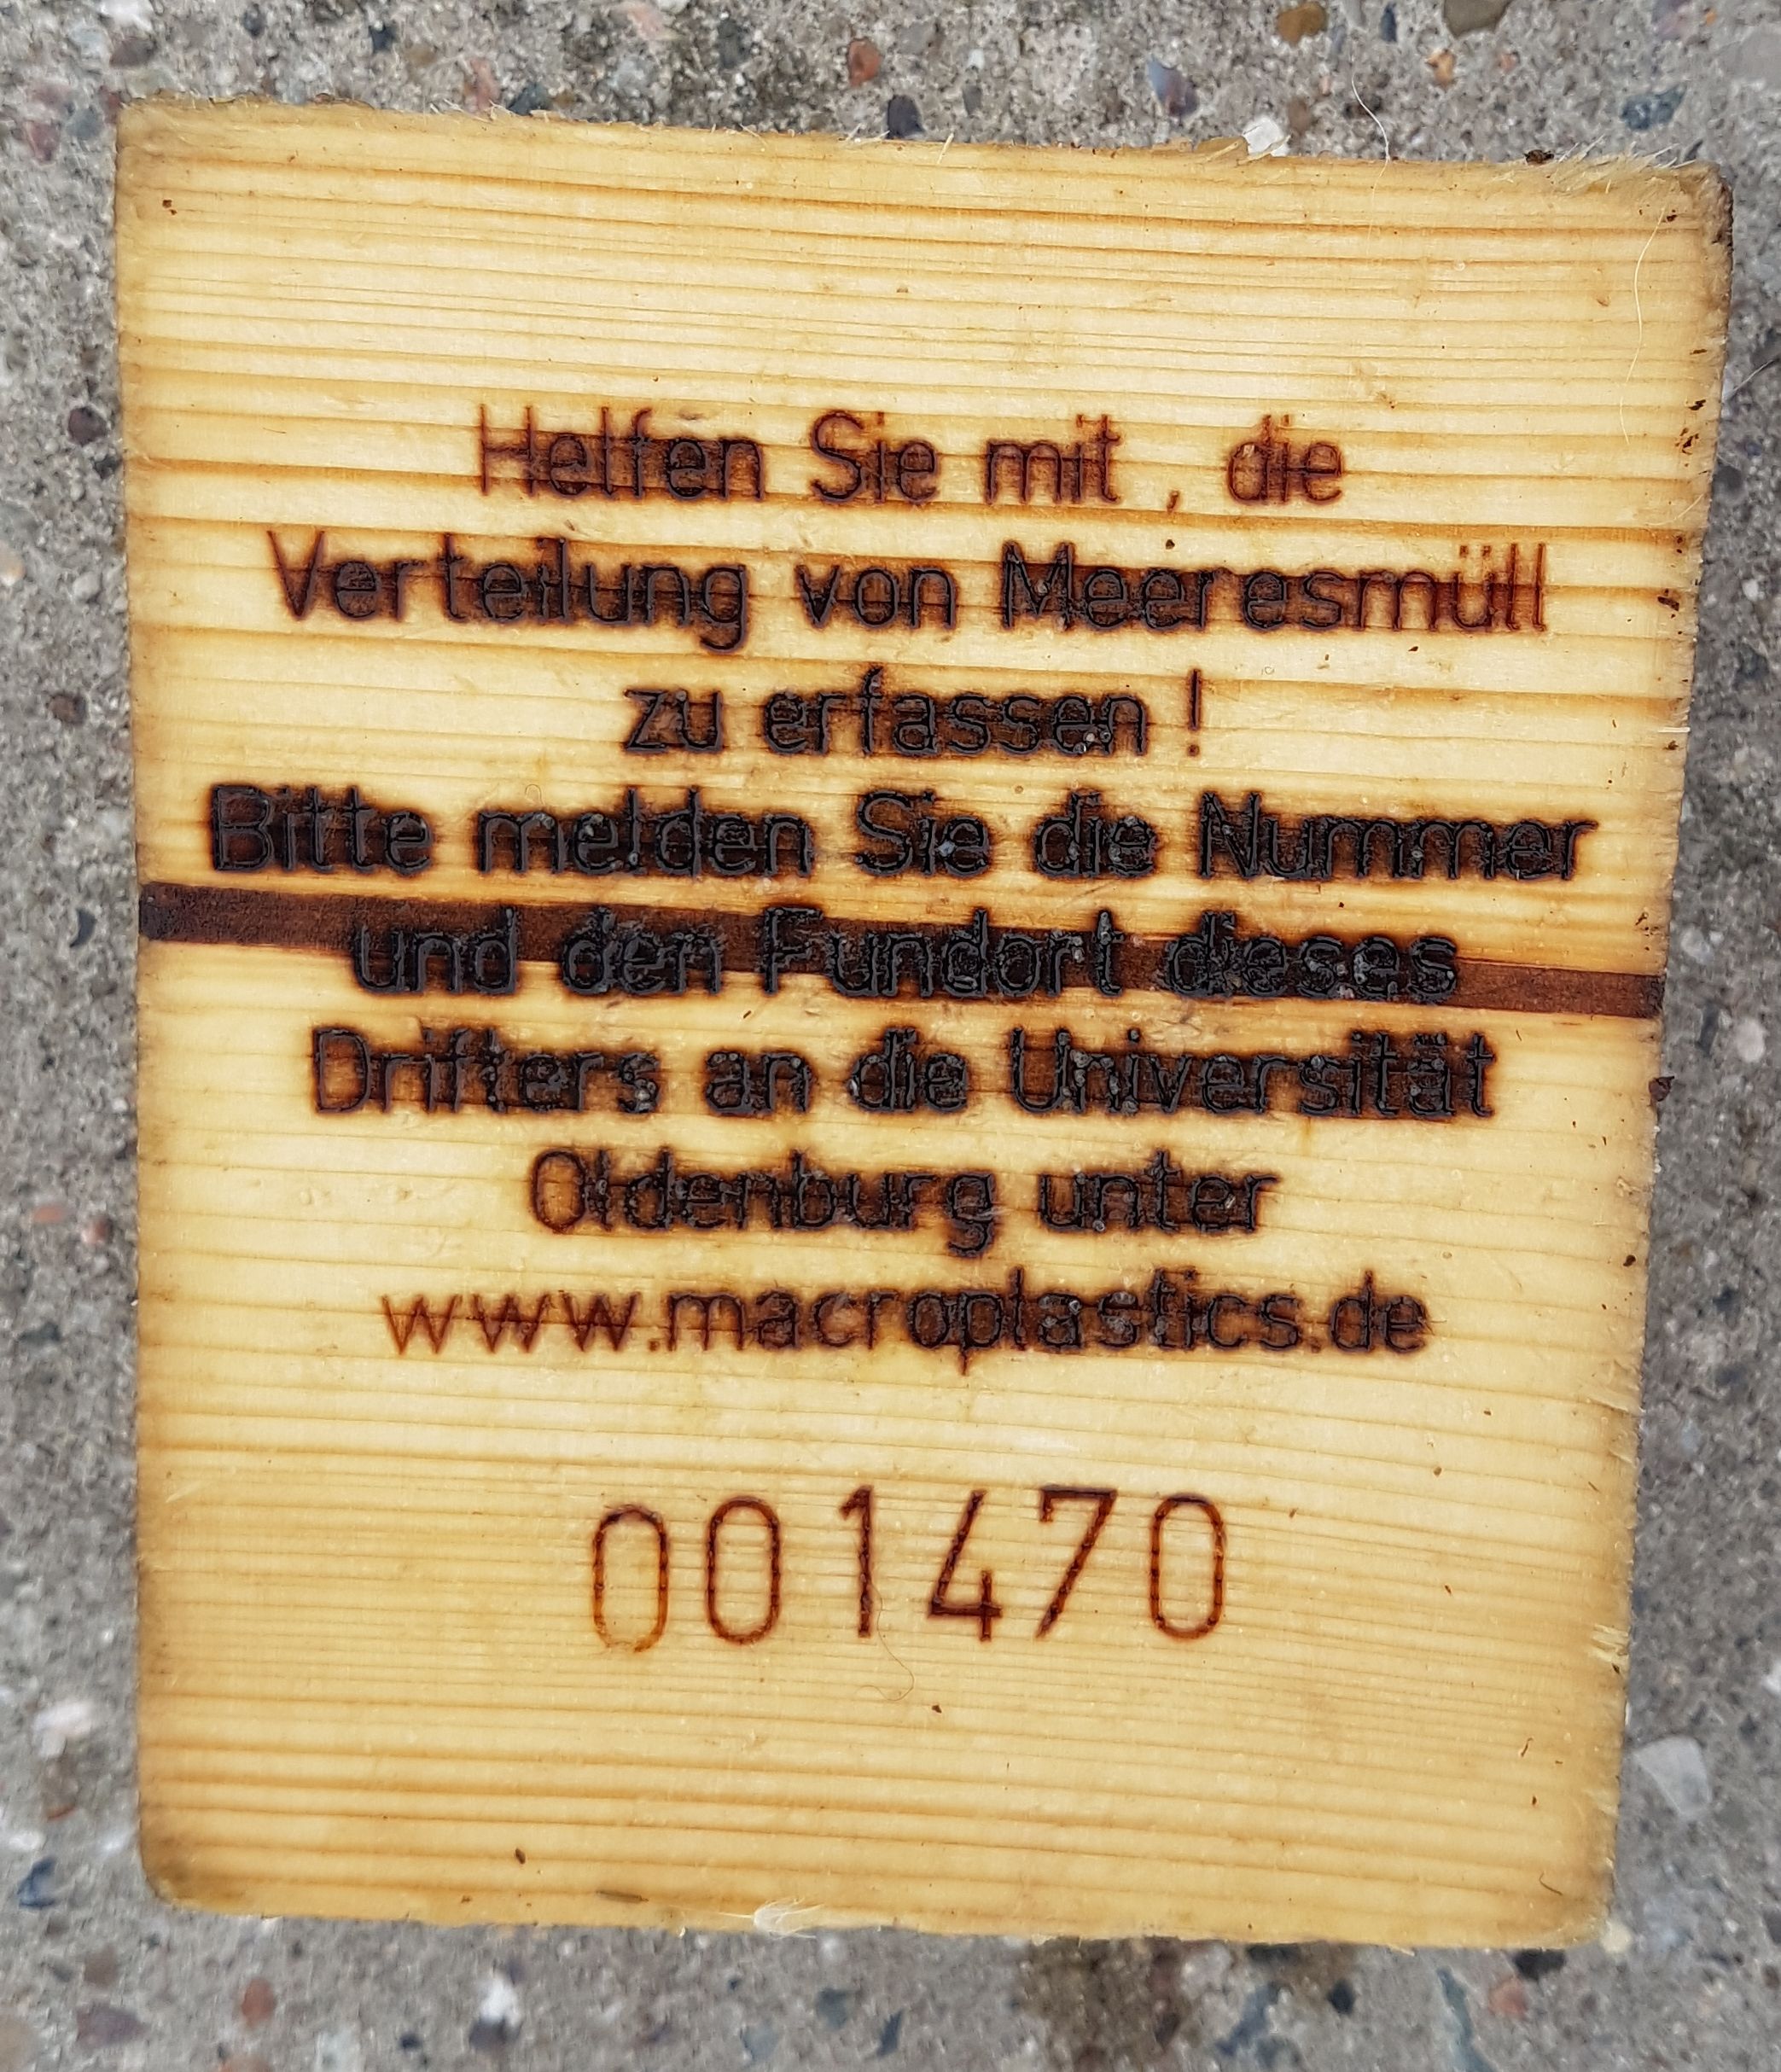 Helfen Sie mit , die
Verteilung von Meeresmüll
zu erfassen !
Bitte melden Sie die Nummer
und den Fundort dieses
Drifters an die Universität
Oldenburg unter
www.macroplastics.de
001470